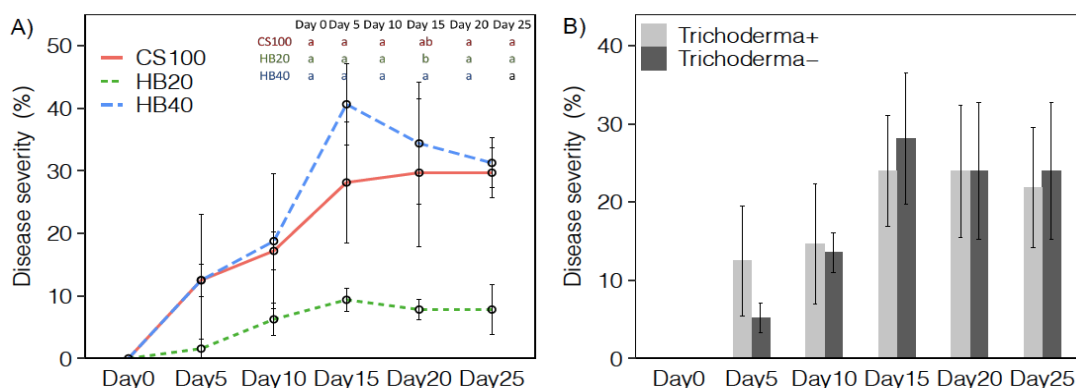 A)
Day 0 Day 5 Day 10 Day 15 Day 20 Day 25
CS100 a a a ab a a
HB20 a a a b a a
HB40 a a a a a a
CS100
HB20
HB40
Disease severity (%)
50
40
30
20
10
0
Day0 Day5 Day10 Day15 Day20 Day25
B)
Trichoderma+
Trichoderma−
Disease severity (%)
40
30
20
10
0
Day0 Day5 Day10 Day15 Day20 Day25